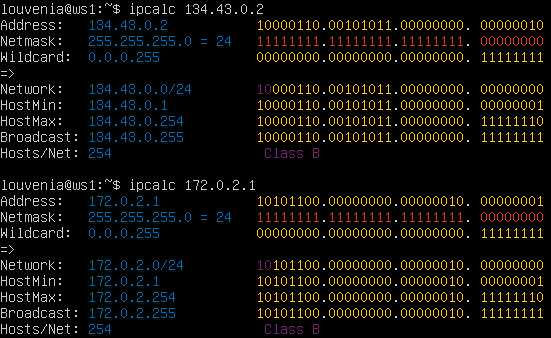 louvenia@ws1:~$ ipcalc 134.43.0.2
Address:   134.43.0.2            10000110.00101011.00000000. 00000010
Netmask:   255.255.255.0 = 24    11111111.11111111.11111111. 00000000
Wildcard:  0.0.0.255             00000000.00000000.00000000. 11111111
=>
Network:   134.43.0.0/24         10000110.00101011.00000000. 00000000
HostMin:   134.43.0.1            10000110.00101011.00000000. 00000001
HostMax:   134.43.0.254          10000110.00101011.00000000. 11111110
Broadcast: 134.43.0.255          10000110.00101011.00000000. 11111111
Hosts/Net: 254                    Class B
louvenia@ws1:~$ ipcalc 172.0.2.1
Address:   172.0.2.1             10101100.00000000.00000010. 00000001
Netmask:   255.255.255.0 = 24    11111111.11111111.11111111. 00000000
Wildcard:  0.0.0.255             00000000.00000000.00000000. 11111111
=>
Network:   172.0.2.0/24          10101100.00000000.00000010. 00000000
HostMin:   172.0.2.1             10101100.00000000.00000010. 00000001
HostMax:   172.0.2.254           10101100.00000000.00000010. 11111110
Broadcast: 172.0.2.255           10101100.00000000.00000010. 11111111
Hosts/Net: 254                    Class B